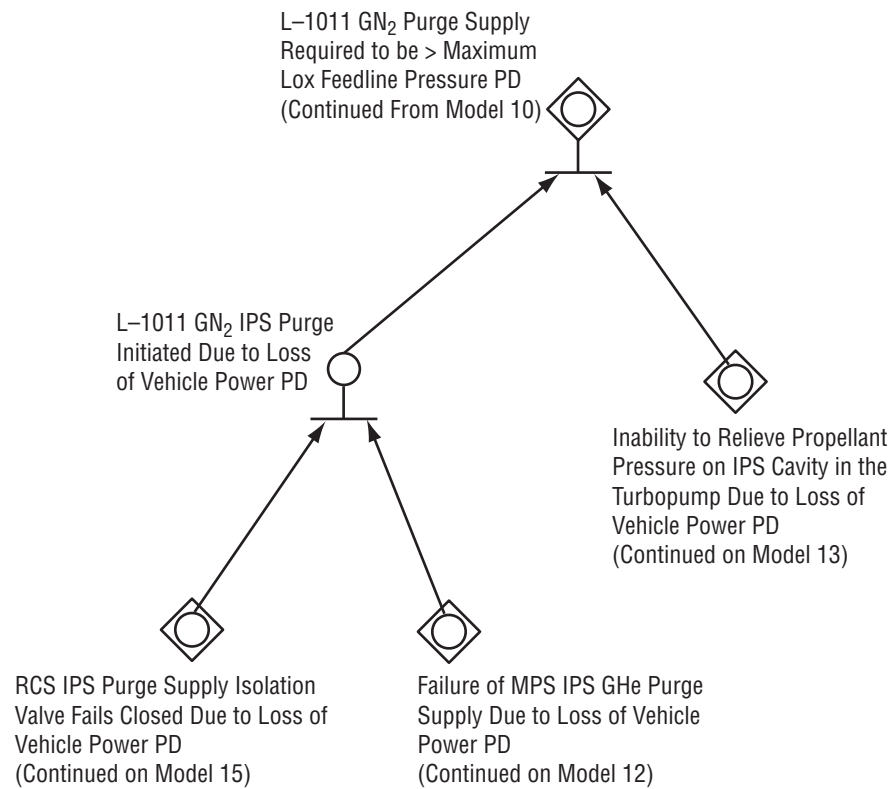 L–1011 GN2 Purge Supply
Required to be > Maximum
Lox Feedline Pressure PD
(Continued From Model 10)
L–1011 GN2 IPS Purge
Initiated Due to Loss
of Vehicle Power PD
Inability to Relieve Propellant
Pressure on IPS Cavity in the
Turbopump Due to Loss of
Vehicle Power PD
(Continued on Model 13)
RCS IPS Purge Supply Isolation
Valve Fails Closed Due to Loss of
Vehicle Power PD
(Continued on Model 15)
Failure of MPS IPS GHe Purge
Supply Due to Loss of Vehicle
Power PD
(Continued on Model 12)